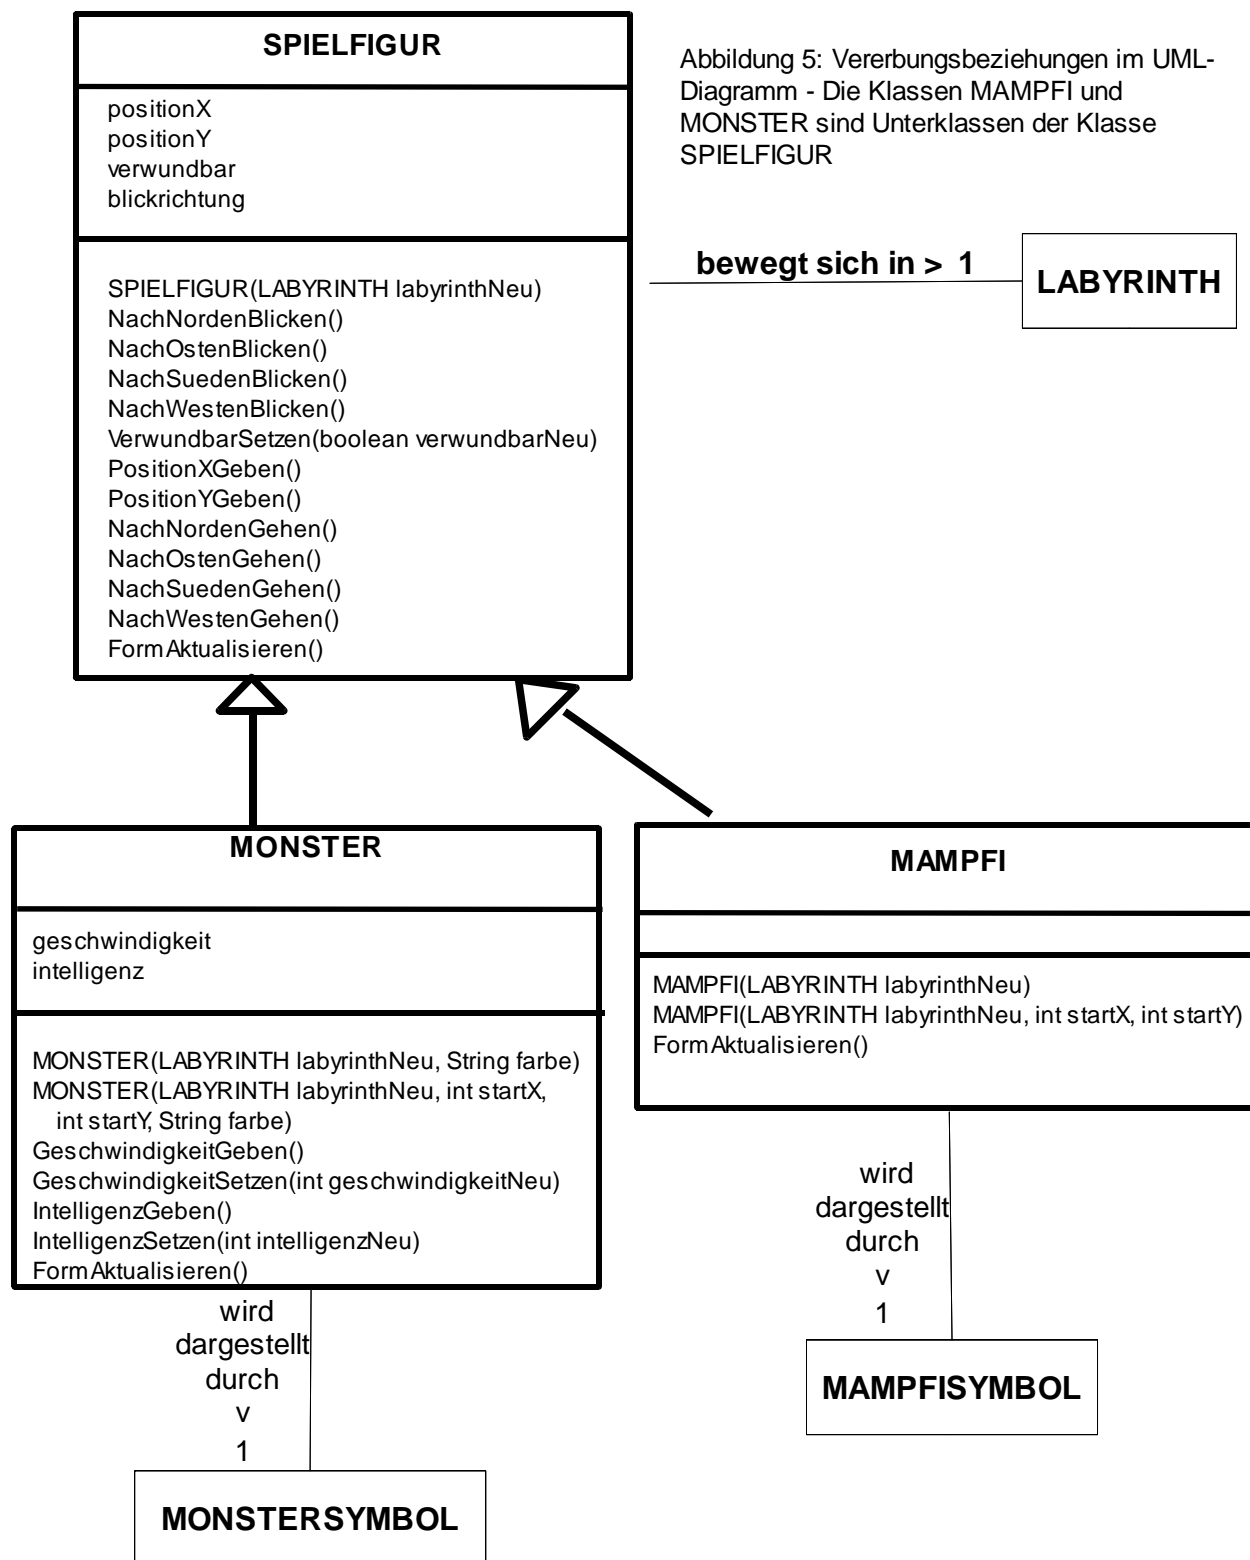 SPIELFIGUR
positionX
positionY
verwundbar
blickrichtung
SPIELFIGUR(LABYRINTH labyrinthNeu)
NachNordenBlicken()
NachOstenBlicken()
NachSuedenBlicken()
NachWestenBlicken()
VerwundbarSetzen(boolean verwundbarNeu)
PositionXGeben()
PositionYGeben()
NachNordenGehen()
NachOstenGehen()
NachSuedenGehen()
NachWestenGehen()
FormAktualisieren()
Abbildung 5: Vererbungsbeziehungen im UML-
Diagramm - Die Klassen MAMPFI und
MONSTER sind Unterklassen der Klasse
SPIELFIGUR
bewegt sich in > 1
LABYRINTH
MONSTER
geschwindigkeit
intelligenz
MONSTER(LABYRINTH labyrinthNeu, String farbe)
MONSTER(LABYRINTH labyrinthNeu, int startX,
int startY, String farbe)
GeschwindigkeitGeben()
GeschwindigkeitSetzen(int geschwindigkeitNeu)
IntelligenzGeben()
IntelligenzSetzen(int intelligenzNeu)
FormAktualisieren()
wird
dargestellt
durch
v
1
MONSTERSYMBOL
MAMPFI
MAMPFI(LABYRINTH labyrinthNeu)
MAMPFI(LABYRINTH labyrinthNeu, int startX, int startY)
FormAktualisieren()
wird
dargestellt
durch
v
1
MAMPFISYMBOL